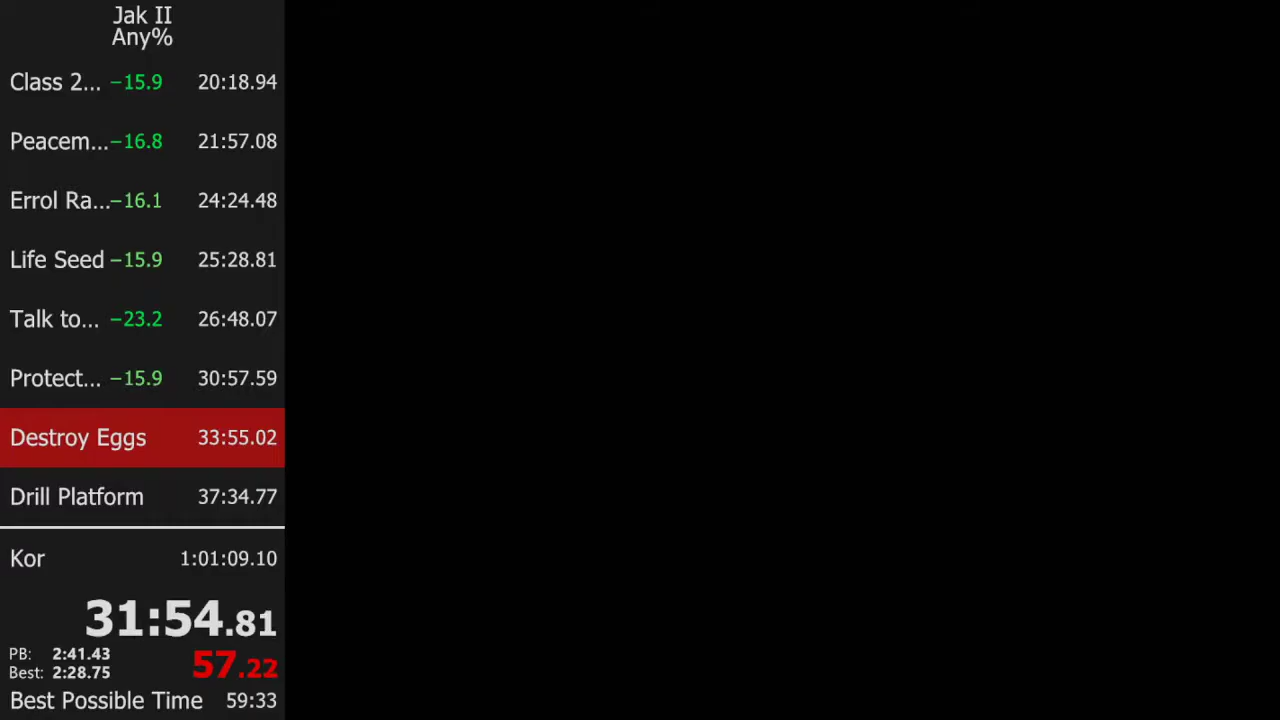 Jak II
Any%
Class 2... −15.9 20:18.94
Peacem... −16.8 21:57.08
Errol Ra... −16.1 24:24.48
Life Seed −15.9 25:28.81
Talk to... −23.2 26:48.07
Protect... −15.9 30:57.59
Destroy Eggs 33:55.02
Drill Platform 37:34.77
Kor 1:01:09.10
31:54.81
PB: 2:41.43
Best: 2:28.75
57.22
Best Possible Time 59:33